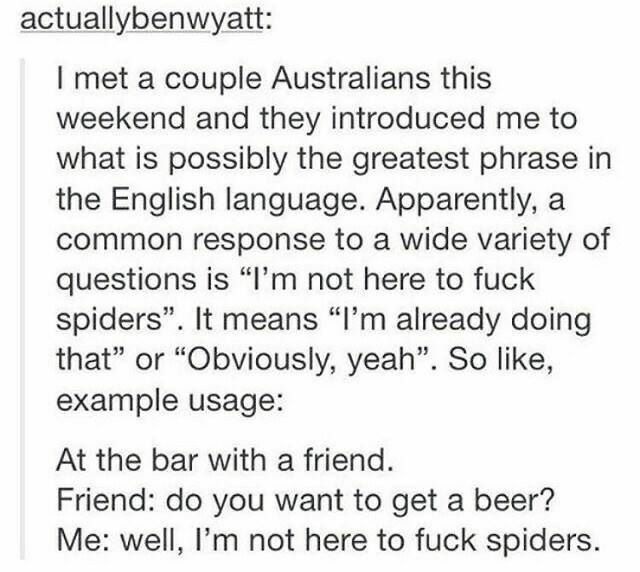 actuallybenwyatt:
I met a couple Australians this
weekend and they introduced me to
what is possibly the greatest phrase in
the English language. Apparently, a
common response to a wide variety of
questions is “I’m not here to fuck
spiders”. It means “I’m already doing
that” or “Obviously, yeah”. So like,
example usage:
At the bar with a friend.
Friend: do you want to get a beer?
Me: well, I’m not here to fuck spiders.